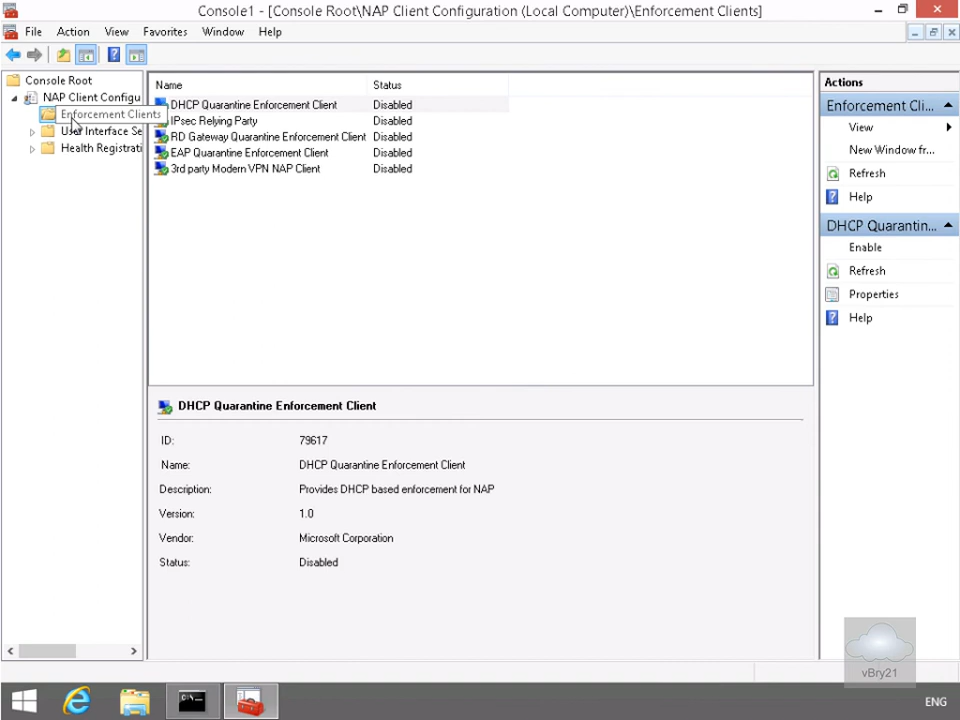 Console1 - [Console Root\NAP Client Configuration (Local Computer)\Enforcement Clients]
File Action View Favorites Window Help
Console Root
NAP Client Configu
Enforcement Clients
User Interface Se
Health Registrati
Name Status
DHCP Quarantine Enforcement Client Disabled
IPsec Relying Party Disabled
RD Gateway Quarantine Enforcement Client Disabled
EAP Quarantine Enforcement Client Disabled
3rd party Modern VPN NAP Client Disabled
DHCP Quarantine Enforcement Client
ID: 79617
Name: DHCP Quarantine Enforcement Client
Description: Provides DHCP based enforcement for NAP
Version: 1.0
Vendor: Microsoft Corporation
Status: Disabled
Actions
Enforcement Cli...
View
New Window fr...
Refresh
Help
DHCP Quarantin...
Enable
Refresh
Properties
Help
vBry21
ENG